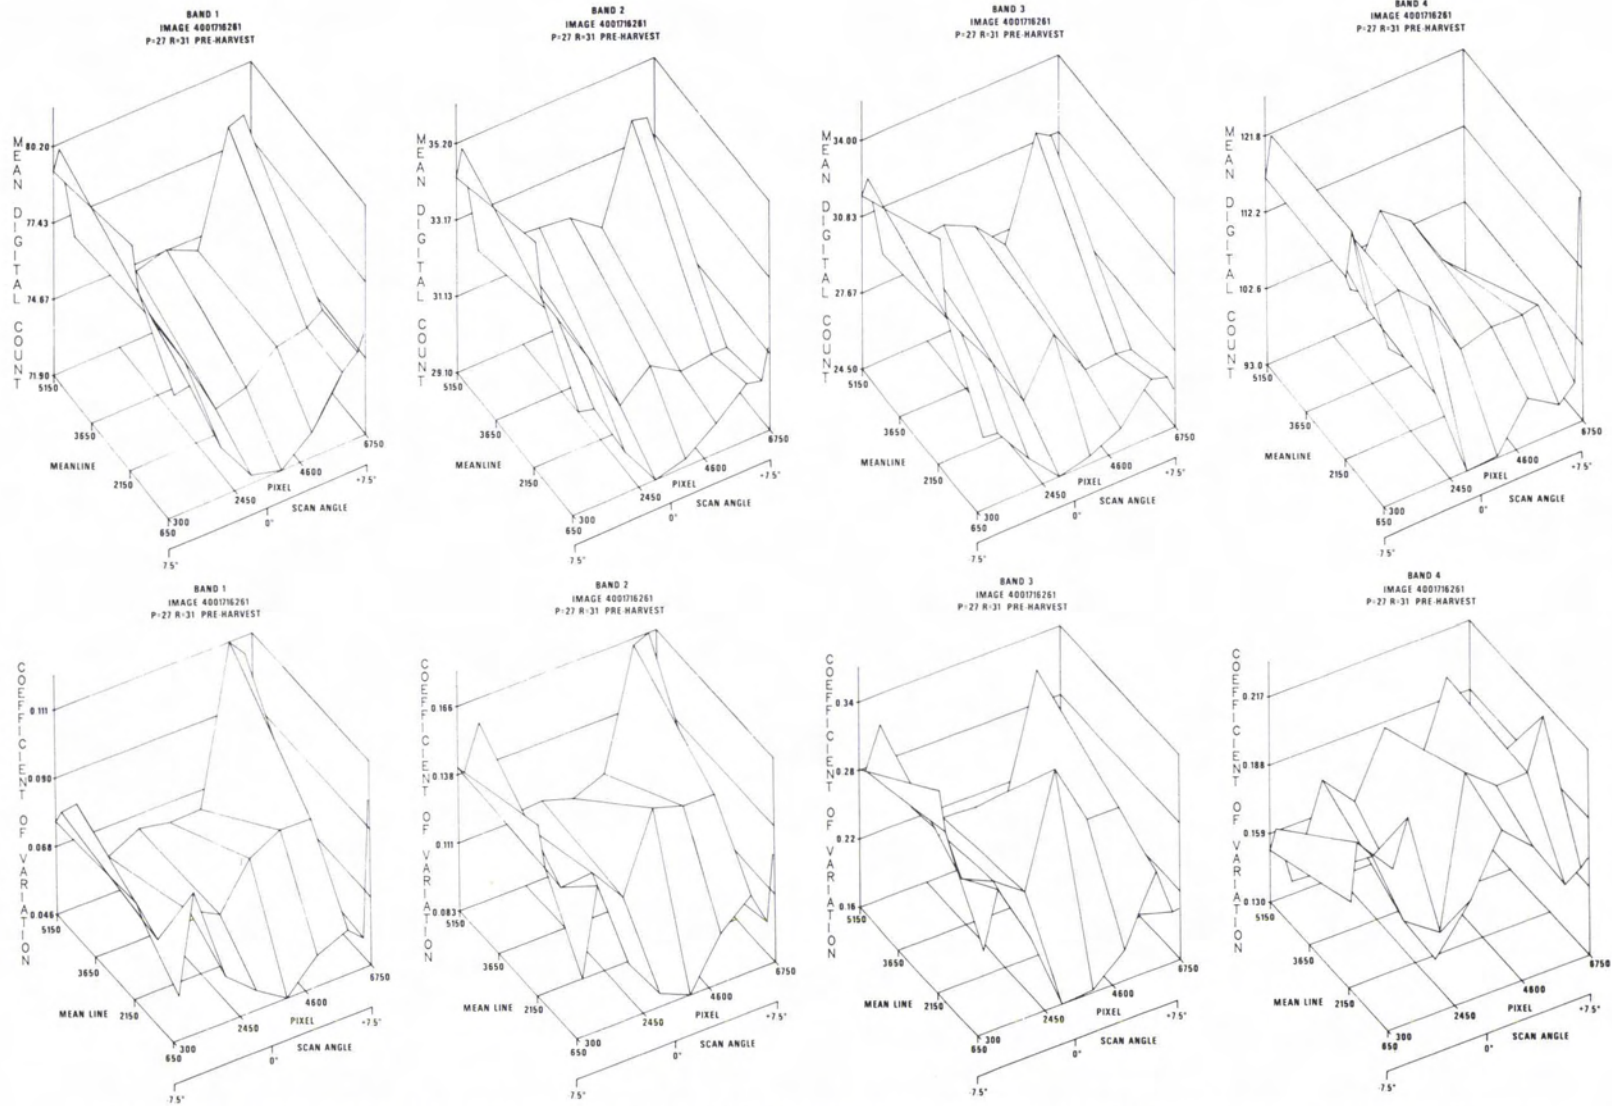 BAND 1
IMAGE 4001716261
P=27 R=31 PRE-HARVEST
MEAN DIGITAL COUNT
80.20
77.43
74.67
71.90
5150
3650
MEANLINE
2150
300
650
2450
PIXEL
4600
6750
SCAN ANGLE
-7.5°
0°
+7.5°
BAND 2
IMAGE 4001716261
P=27 R=31 PRE-HARVEST
MEAN DIGITAL COUNT
35.20
33.17
31.13
29.10
5150
3650
MEANLINE
2150
300
650
2450
PIXEL
4600
6750
SCAN ANGLE
7.5°
0°
+7.5°
BAND 3
IMAGE 4001716261
P=27 R=31 PRE-HARVEST
MEAN DIGITAL COUNT
34.00
30.83
27.67
24.50
5150
3650
MEANLINE
2150
300
650
2450
PIXEL
4600
6750
SCAN ANGLE
-7.5°
0°
+7.5°
BAND 4
IMAGE 4001716261
P=27 R=31 PRE-HARVEST
MEAN DIGITAL COUNT
121.8
112.2
102.6
93.0
5150
3650
MEANLINE
2150
300
650
2450
PIXEL
4600
6750
SCAN ANGLE
-7.5°
0°
+7.5°
BAND 1
IMAGE 4001716261
P=27 R=31 PRE-HARVEST
COEFFICIENT OF VARIATION
0.111
0.090
0.068
0.046
5150
3650
MEAN LINE
2150
300
650
2450
PIXEL
4600
6750
SCAN ANGLE
-7.5°
0°
+7.5°
BAND 2
IMAGE 4001716261
P=27 R=31 PRE-HARVEST
COEFFICIENT OF VARIATION
0.165
0.138
0.111
0.083
5150
3650
MEAN LINE
2150
300
650
2450
PIXEL
4600
6750
SCAN ANGLE
7.5°
0°
+7.5°
BAND 3
IMAGE 4001716261
P=27 R=31 PRE-HARVEST
COEFFICIENT OF VARIATION
0.34
0.28
0.22
0.16
5150
3650
MEAN LINE
2150
300
650
2450
PIXEL
4600
6750
SCAN ANGLE
-7.5°
0°
+7.5°
BAND 4
IMAGE 4001716261
P=27 R=31 PRE-HARVEST
COEFFICIENT OF VARIATION
0.217
0.188
0.159
0.130
5150
3650
MEAN LINE
2150
300
650
2450
PIXEL
4600
6750
SCAN ANGLE
-7.5°
0°
+7.5°